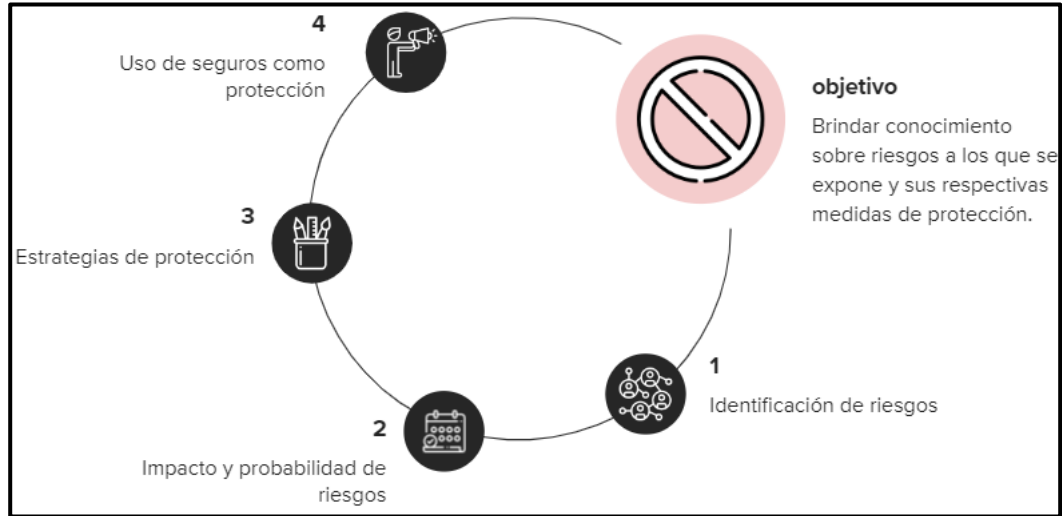 objetivo
Brindar conocimiento
sobre riesgos a los que se
expone y sus respectivas
medidas de protección.
1
Identificación de riesgos
2
Impacto y probabilidad de
riesgos
3
Estrategias de protección
4
Uso de seguros como
protección